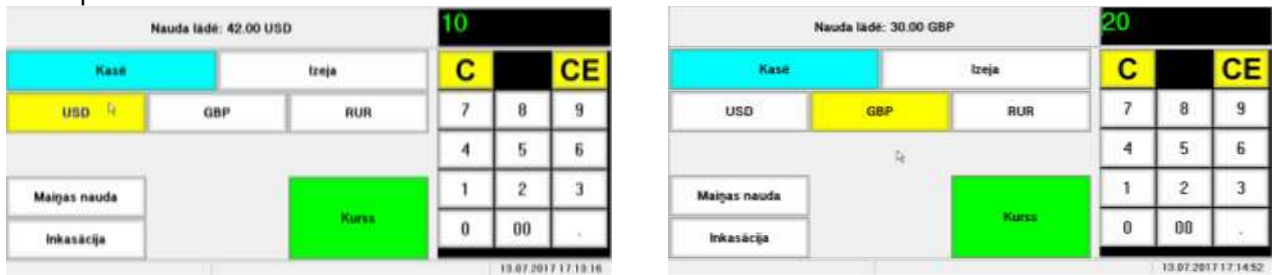 Nauda lādē: 42.00 USD
10
Kasē
Izeja
C
CE
USD
GBP
RUR
7
8
9
4
5
6
Maiņas nauda
1
2
3
Kurss
Inkasācija
0
00
.
13.07.2017 17:13:16
Nauda lādē: 30.00 GBP
20
Kasē
Izeja
C
CE
USD
GBP
RUR
7
8
9
4
5
6
Maiņas nauda
1
2
3
Kurss
Inkasācija
0
00
.
13.07.2017 17:14:52